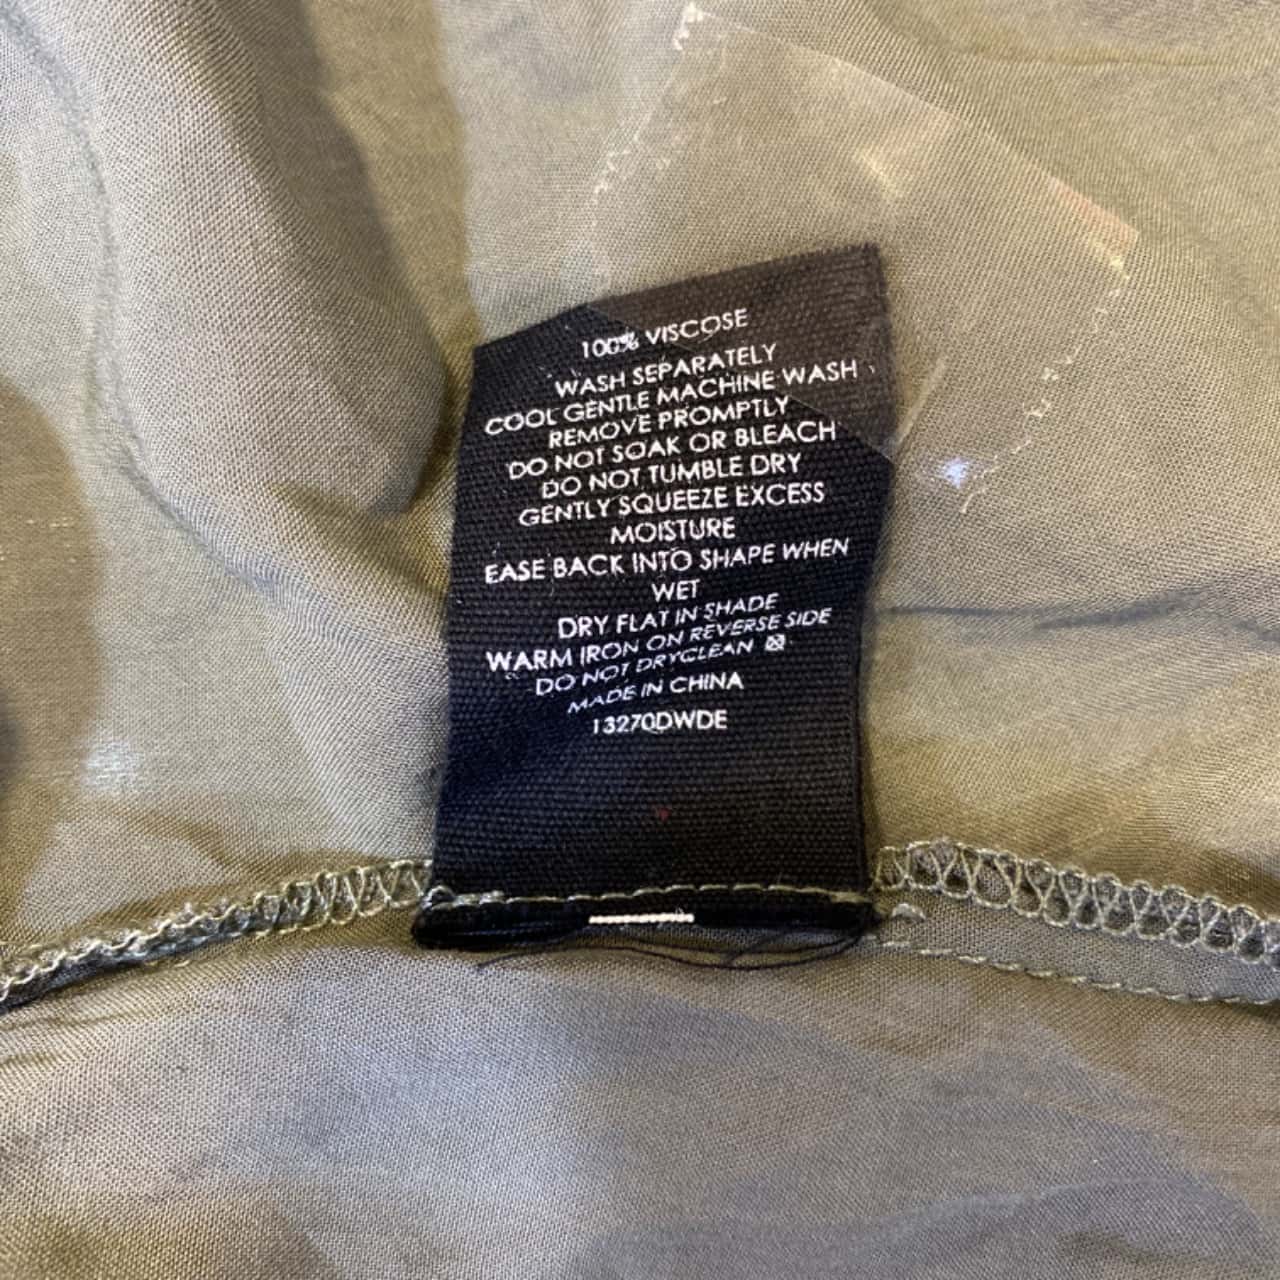 100% VISCOSE
WASH SEPARATELY
COOL GENTLE MACHINE WASH
REMOVE PROMPTLY
DO NOT SOAK OR BLEACH
DO NOT TUMBLE DRY
GENTLY SQUEEZE EXCESS
MOISTURE
EASE BACK INTO SHAPE WHEN
WET
DRY FLAT IN SHADE
WARM IRON ON REVERSE SIDE
DO NOT DRYCLEAN
MADE IN CHINA
13270DWDE